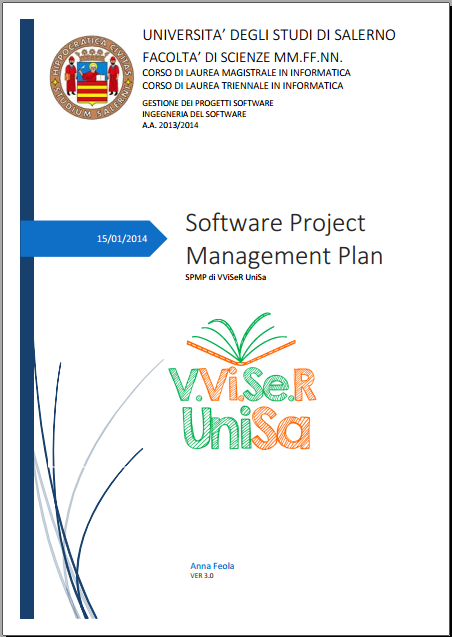 UNIVERSITA’ DEGLI STUDI DI SALERNO
FACOLTA’ DI SCIENZE MM.FF.NN.
CORSO DI LAUREA MAGISTRALE IN INFORMATICA
CORSO DI LAUREA TRIENNALE IN INFORMATICA
GESTIONE DEI PROGETTI SOFTWARE
INGEGNERIA DEL SOFTWARE
A.A. 2013/2014
HIPPOCRATICA CIVITAS
STUDIUM SALERNI
15/01/2014
Software Project
Management Plan
SPMP di VViSeR UniSa
V.Vi.Se.R
UniSa
Anna Feola
VER 3.0